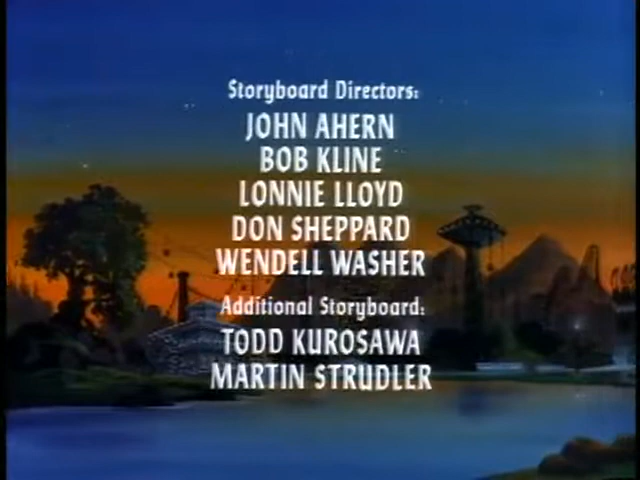 Storyboard Directors:
JOHN AHERN
BOB KLINE
LONNIE LLOYD
DON SHEPPARD
WENDELL WASHER
Additional Storyboard:
TODD KUROSAWA
MARTIN STRUDLER